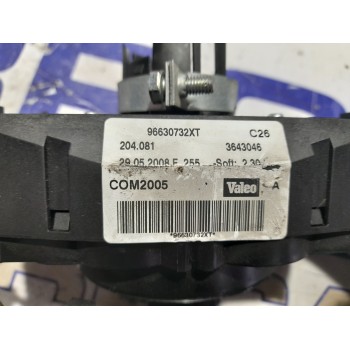 96630732XT C26
204.081 3643046
29.05.2008 F 255 -Soft: 2.30
COM2005 Valeo A
*96630732XT*